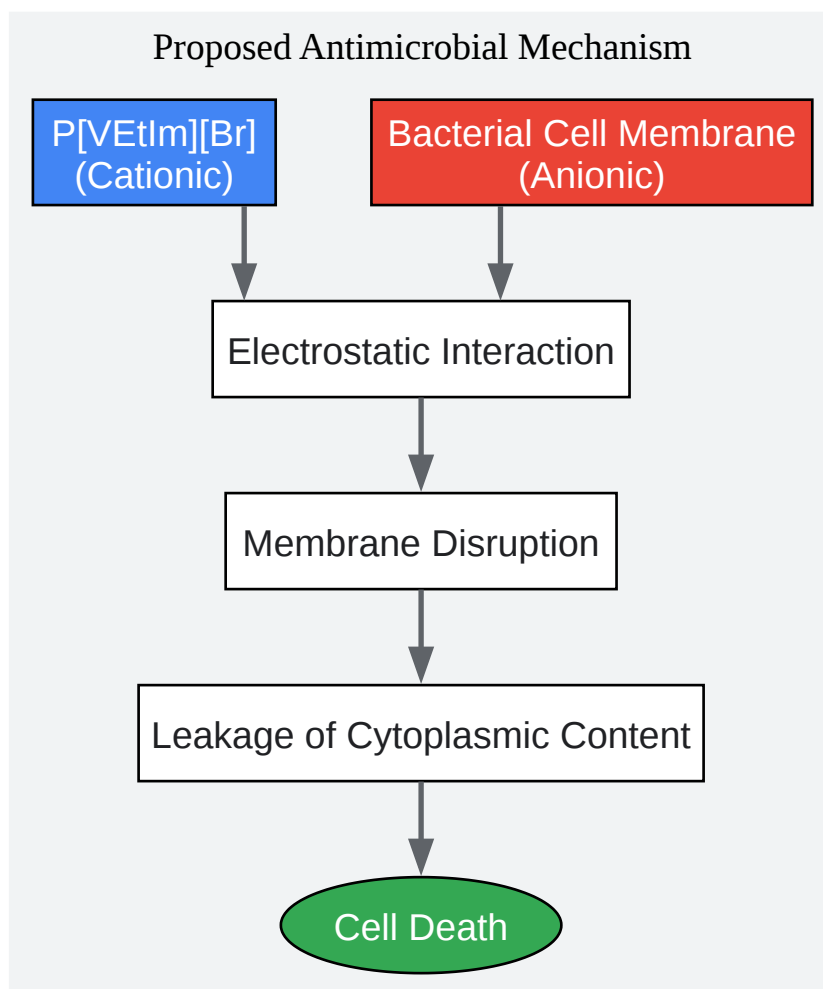 Proposed Antimicrobial Mechanism
P[VEtIm][Br]
(Cationic)
Bacterial Cell Membrane
(Anionic)
Electrostatic Interaction
Membrane Disruption
Leakage of Cytoplasmic Content
Cell Death